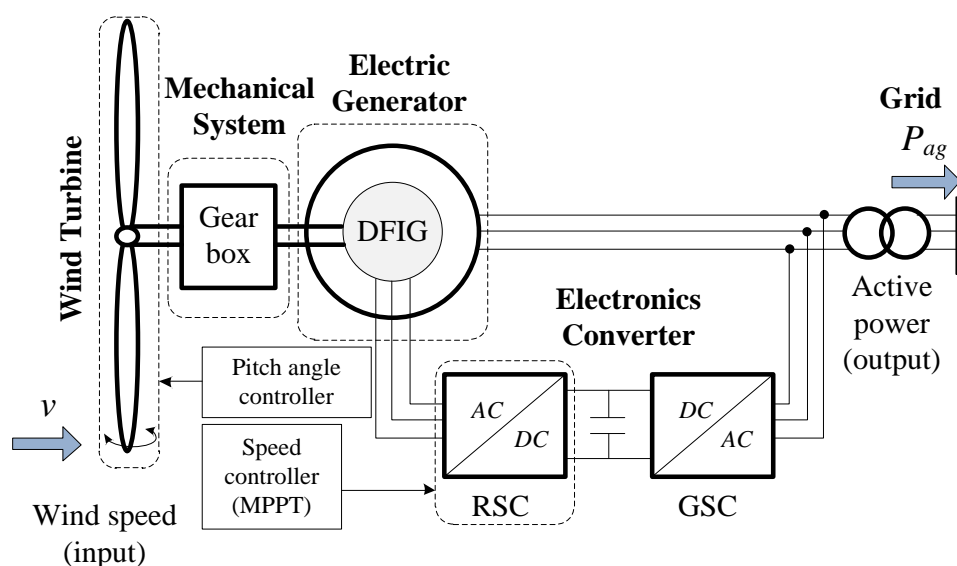 Electric
Generator
Mechanical
System
Grid
P_ag
Wind Turbine
Gear
box
DFIG
Electronics
Converter
Active
power
(output)
Pitch angle
controller
v
Speed
controller
(MPPT)
AC
DC
RSC
DC
AC
GSC
Wind speed
(input)